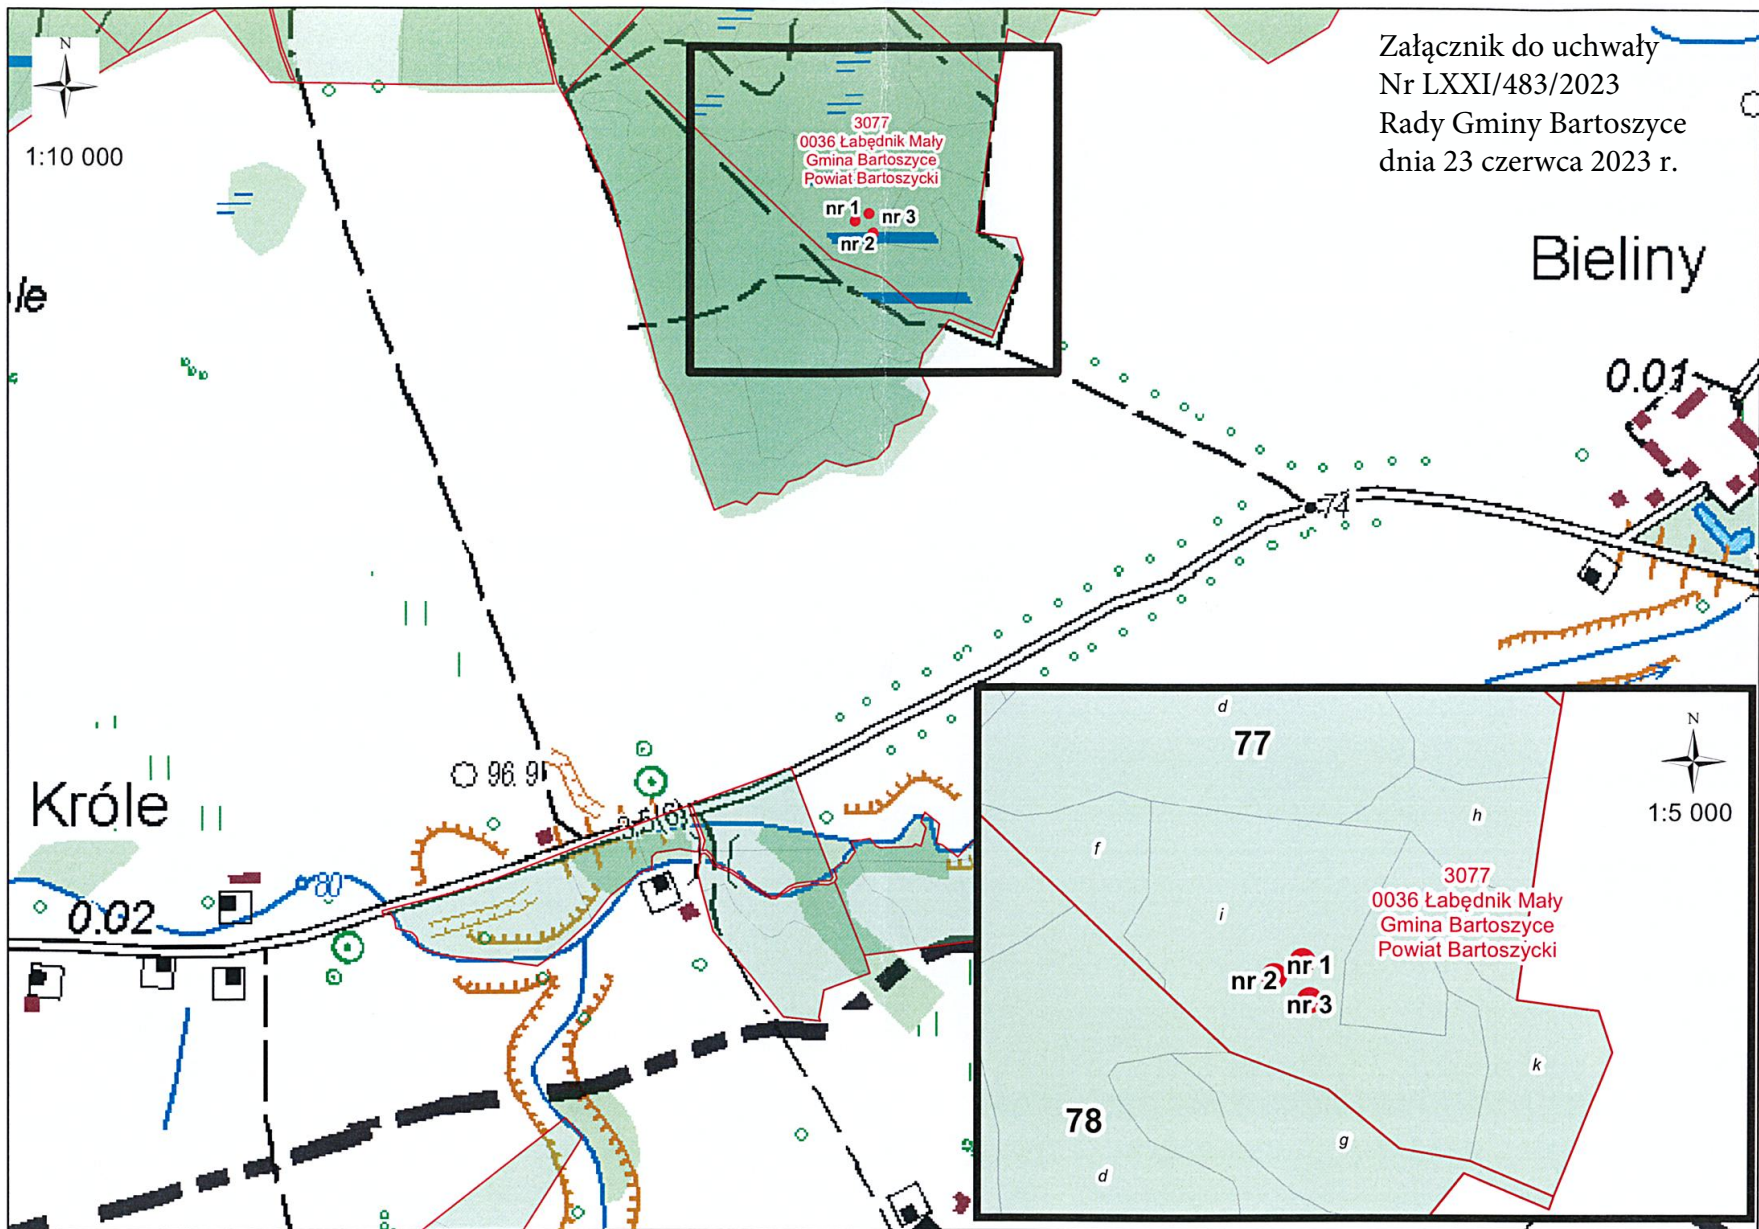 Załącznik do uchwały
Nr LXXI/483/2023
Rady Gminy Bartoszyce
dnia 23 czerwca 2023 r.
N
1:10 000
3077
0036 Łabędnik Mały
Gmina Bartoszyce
Powiat Bartoszycki
nr 1
nr 3
nr 2
Bieliny
le
0.01
74
96.9
Króle
80
0.02
d
77
N
1:5 000
h
f
3077
0036 Łabędnik Mały
Gmina Bartoszyce
Powiat Bartoszycki
i
nr 1
nr 2
nr 3
k
78
g
d